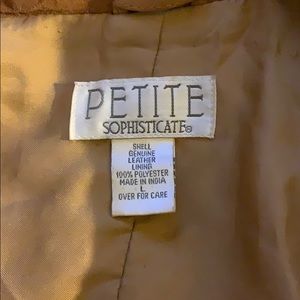 PETITE
SOPHISTICATE®
SHELL
GENUINE
LEATHER
LINING
100% POLYESTER
MADE IN INDIA
L
OVER FOR CARE